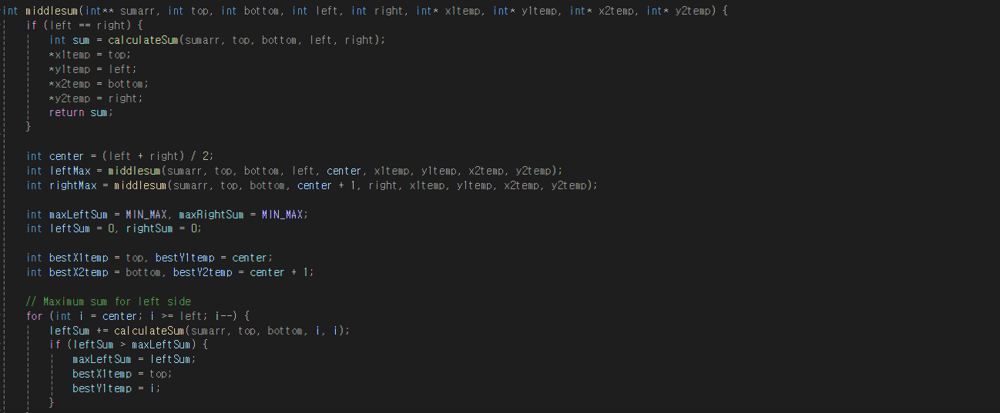 int middlesum(int** sumarr, int top, int bottom, int left, int right, int* x1temp, int* y1temp, int* x2temp, int* y2temp) {
if (left == right) {
int sum = calculateSum(sumarr, top, bottom, left, right);
*x1temp = top;
*y1temp = left;
*x2temp = bottom;
*y2temp = right;
return sum;
}
int center = (left + right) / 2;
int leftMax = middlesum(sumarr, top, bottom, left, center, x1temp, y1temp, x2temp, y2temp);
int rightMax = middlesum(sumarr, top, bottom, center + 1, right, x1temp, y1temp, x2temp, y2temp);
int maxLeftSum = MIN_MAX, maxRightSum = MIN_MAX;
int leftSum = 0, rightSum = 0;
int bestX1temp = top, bestY1temp = center;
int bestX2temp = bottom, bestY2temp = center + 1;
// Maximum sum for left side
for (int i = center; i >= left; i--) {
leftSum += calculateSum(sumarr, top, bottom, i, i);
if (leftSum > maxLeftSum) {
maxLeftSum = leftSum;
bestX1temp = top;
bestY1temp = i;
}